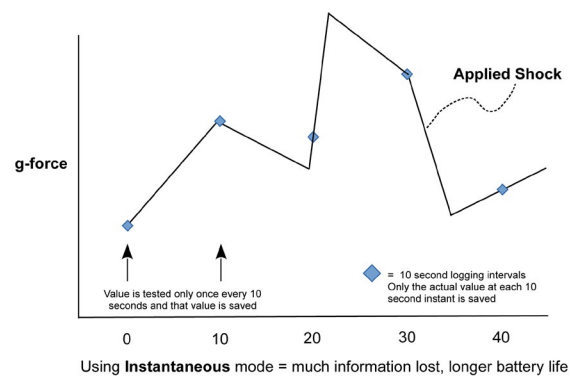 Applied Shock
g-force
= 10 second logging intervals
Only the actual value at each 10
second instant is saved
Value is tested only once every 10
seconds and that value is saved
0 10 20 30 40
Using Instantaneous mode = much information lost, longer battery life